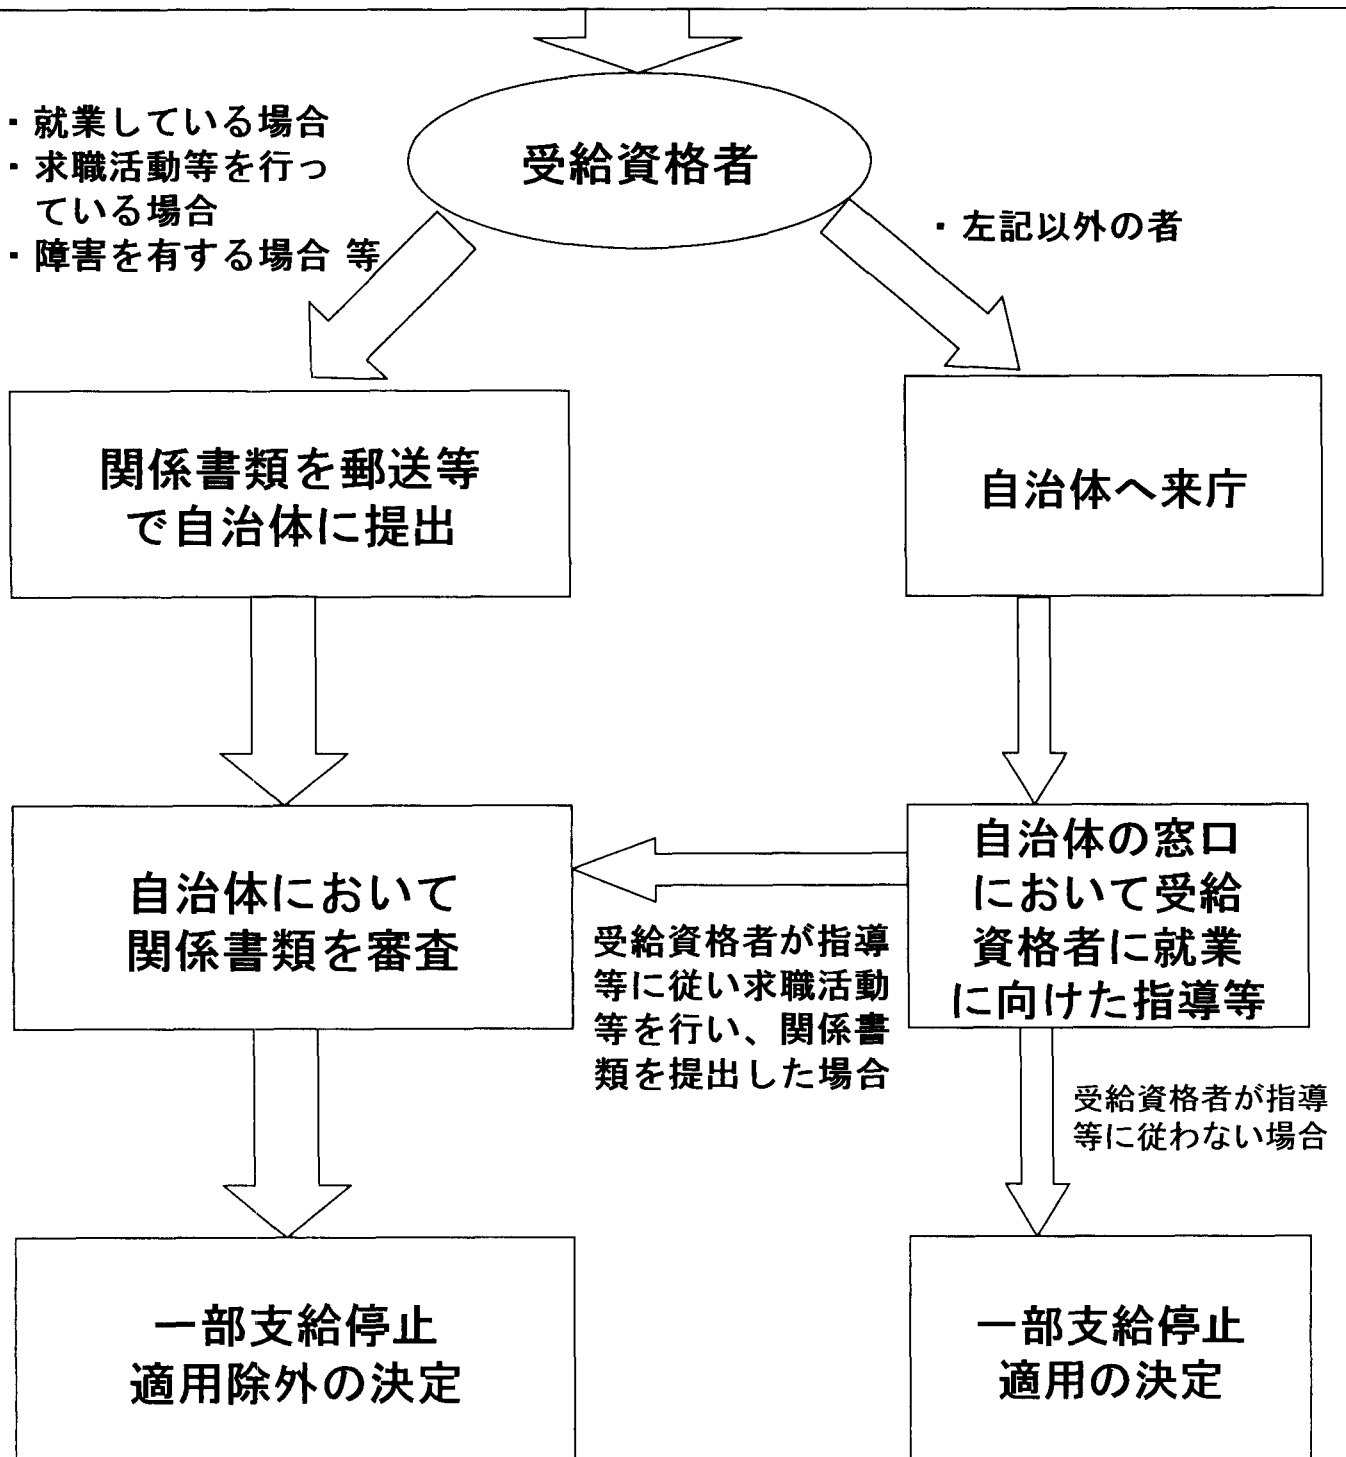 ・就業している場合
・求職活動等を行っ
ている場合
・障害を有する場合 等
受給資格者
・左記以外の者
関係書類を郵送等
で自治体に提出
自治体へ来庁
自治体において
関係書類を審査
受給資格者が指導
等に従い求職活動
等を行い、関係書
類を提出した場合
自治体の窓口
において受給
資格者に就業
に向けた指導等
受給資格者が指導
等に従わない場合
一部支給停止
適用除外の決定
一部支給停止
適用の決定